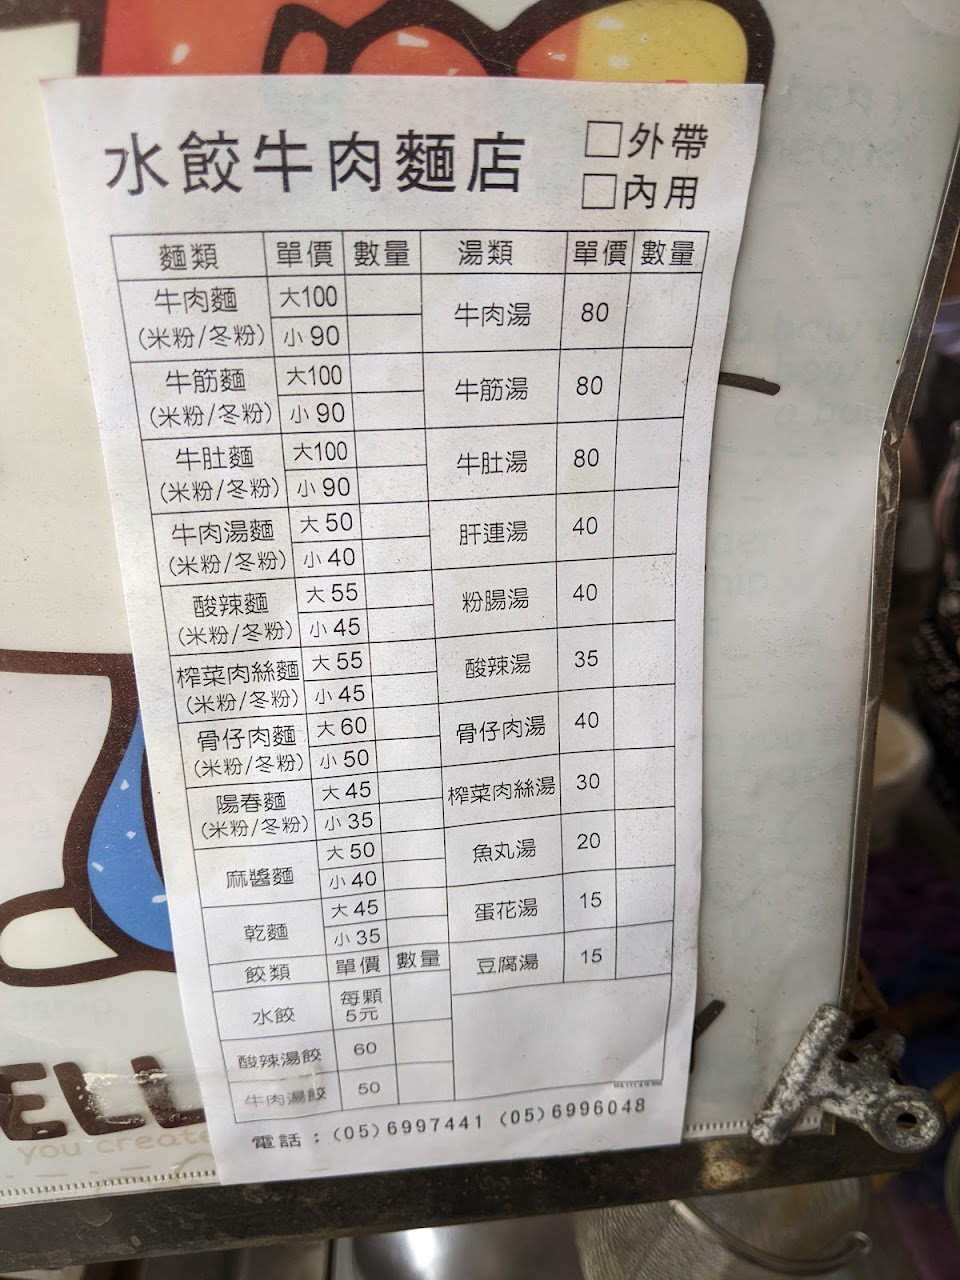 水餃牛肉麵店
□外帶
□內用
麵類 單價 數量 湯類 單價 數量
牛肉麵 大100 牛肉湯 80
(米粉/冬粉) 小90
牛筋麵 大100 牛筋湯 80
(米粉/冬粉) 小90
牛肚麵 大100 牛肚湯 80
(米粉/冬粉) 小90
牛肉湯麵 大50 肝連湯 40
(米粉/冬粉) 小40
酸辣麵 大55 粉腸湯 40
(米粉/冬粉) 小45
榨菜肉絲麵 大55 酸辣湯 35
(米粉/冬粉) 小45
骨仔肉麵 大60 骨仔肉湯 40
(米粉/冬粉) 小50
陽春麵 大45 榨菜肉絲湯 30
(米粉/冬粉) 小35
麻醬麵 大50 魚丸湯 20
小40
乾麵 大45 蛋花湯 15
小35
餃類 單價 數量 豆腐湯 15
水餃 每顆
5元
酸辣湯餃 60
牛肉湯餃 50
電話：(05)6997441 (05)6996048
ELL
you create